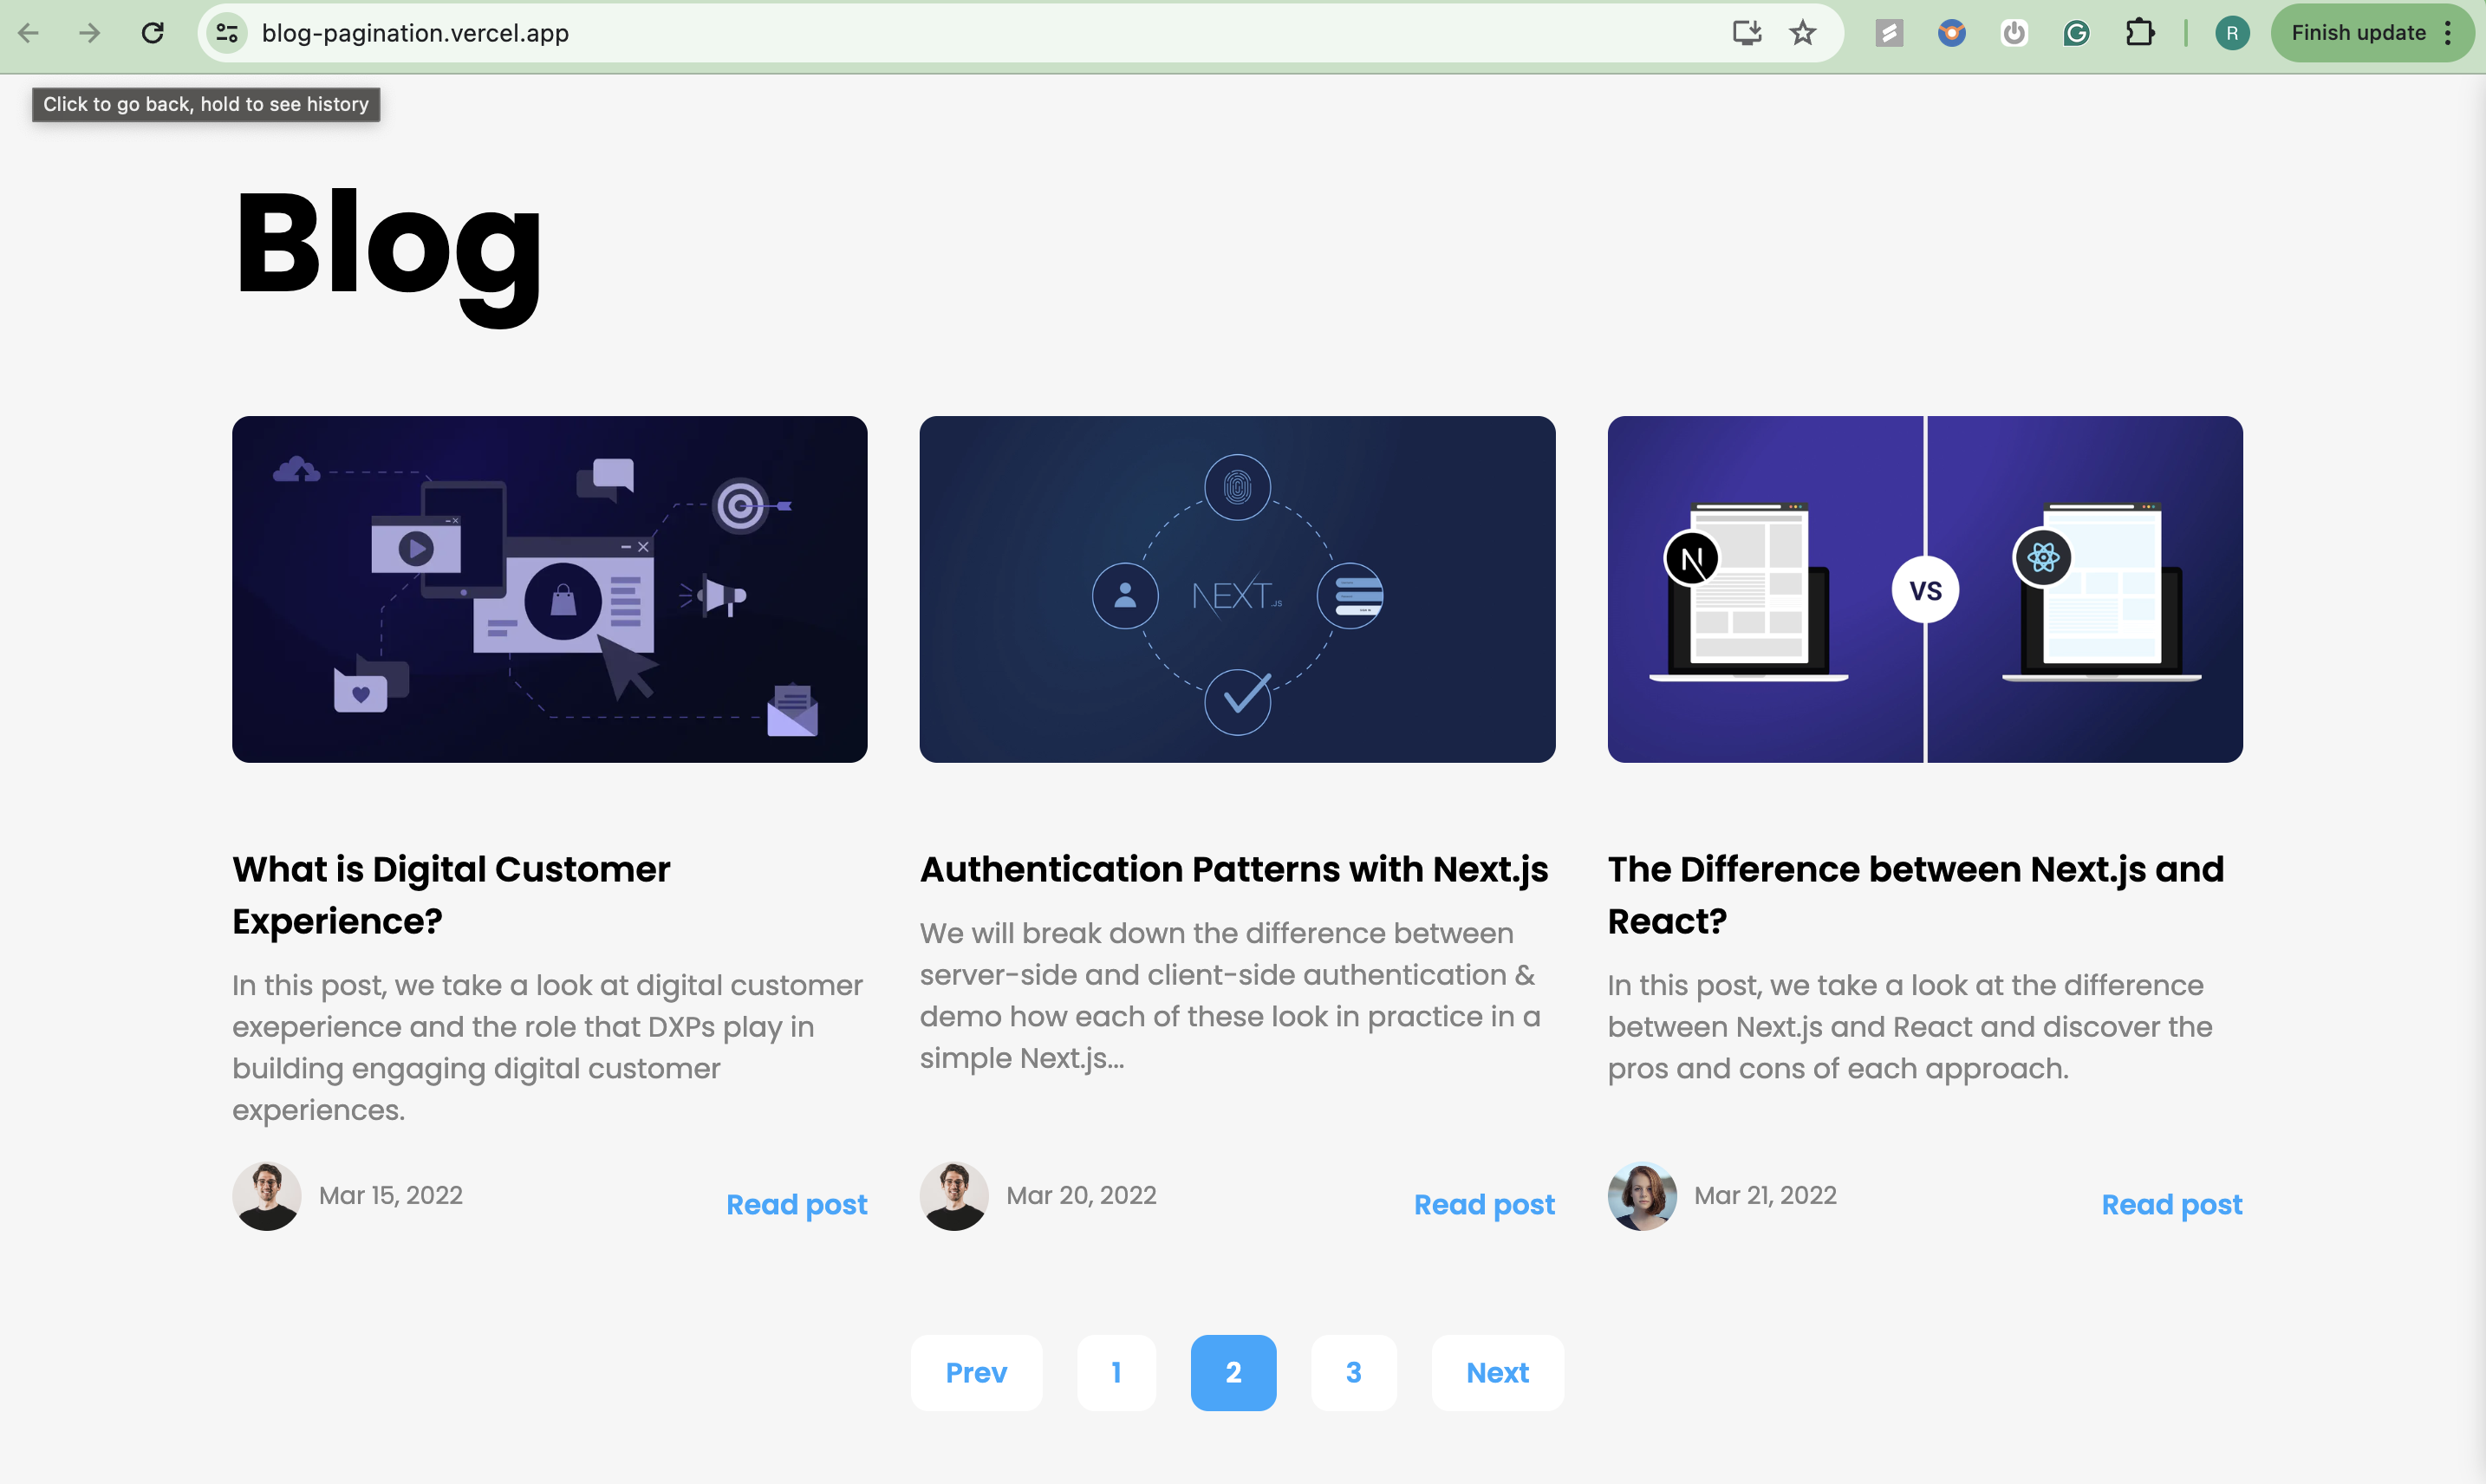 blog-pagination.vercel.app
R
Finish update
Click to go back, hold to see history
Blog
NEXT.JS
N
VS
What is Digital Customer
Experience?
In this post, we take a look at digital customer
exeperience and the role that DXPs play in
building engaging digital customer
experiences.
Mar 15, 2022
Read post
Authentication Patterns with Next.js
We will break down the difference between
server-side and client-side authentication &
demo how each of these look in practice in a
simple Next.js...
Mar 20, 2022
Read post
The Difference between Next.js and
React?
In this post, we take a look at the difference
between Next.js and React and discover the
pros and cons of each approach.
Mar 21, 2022
Read post
Prev 1 2 3 Next